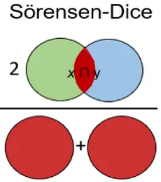 Sörensen-Dice
2 x ∩ y
+